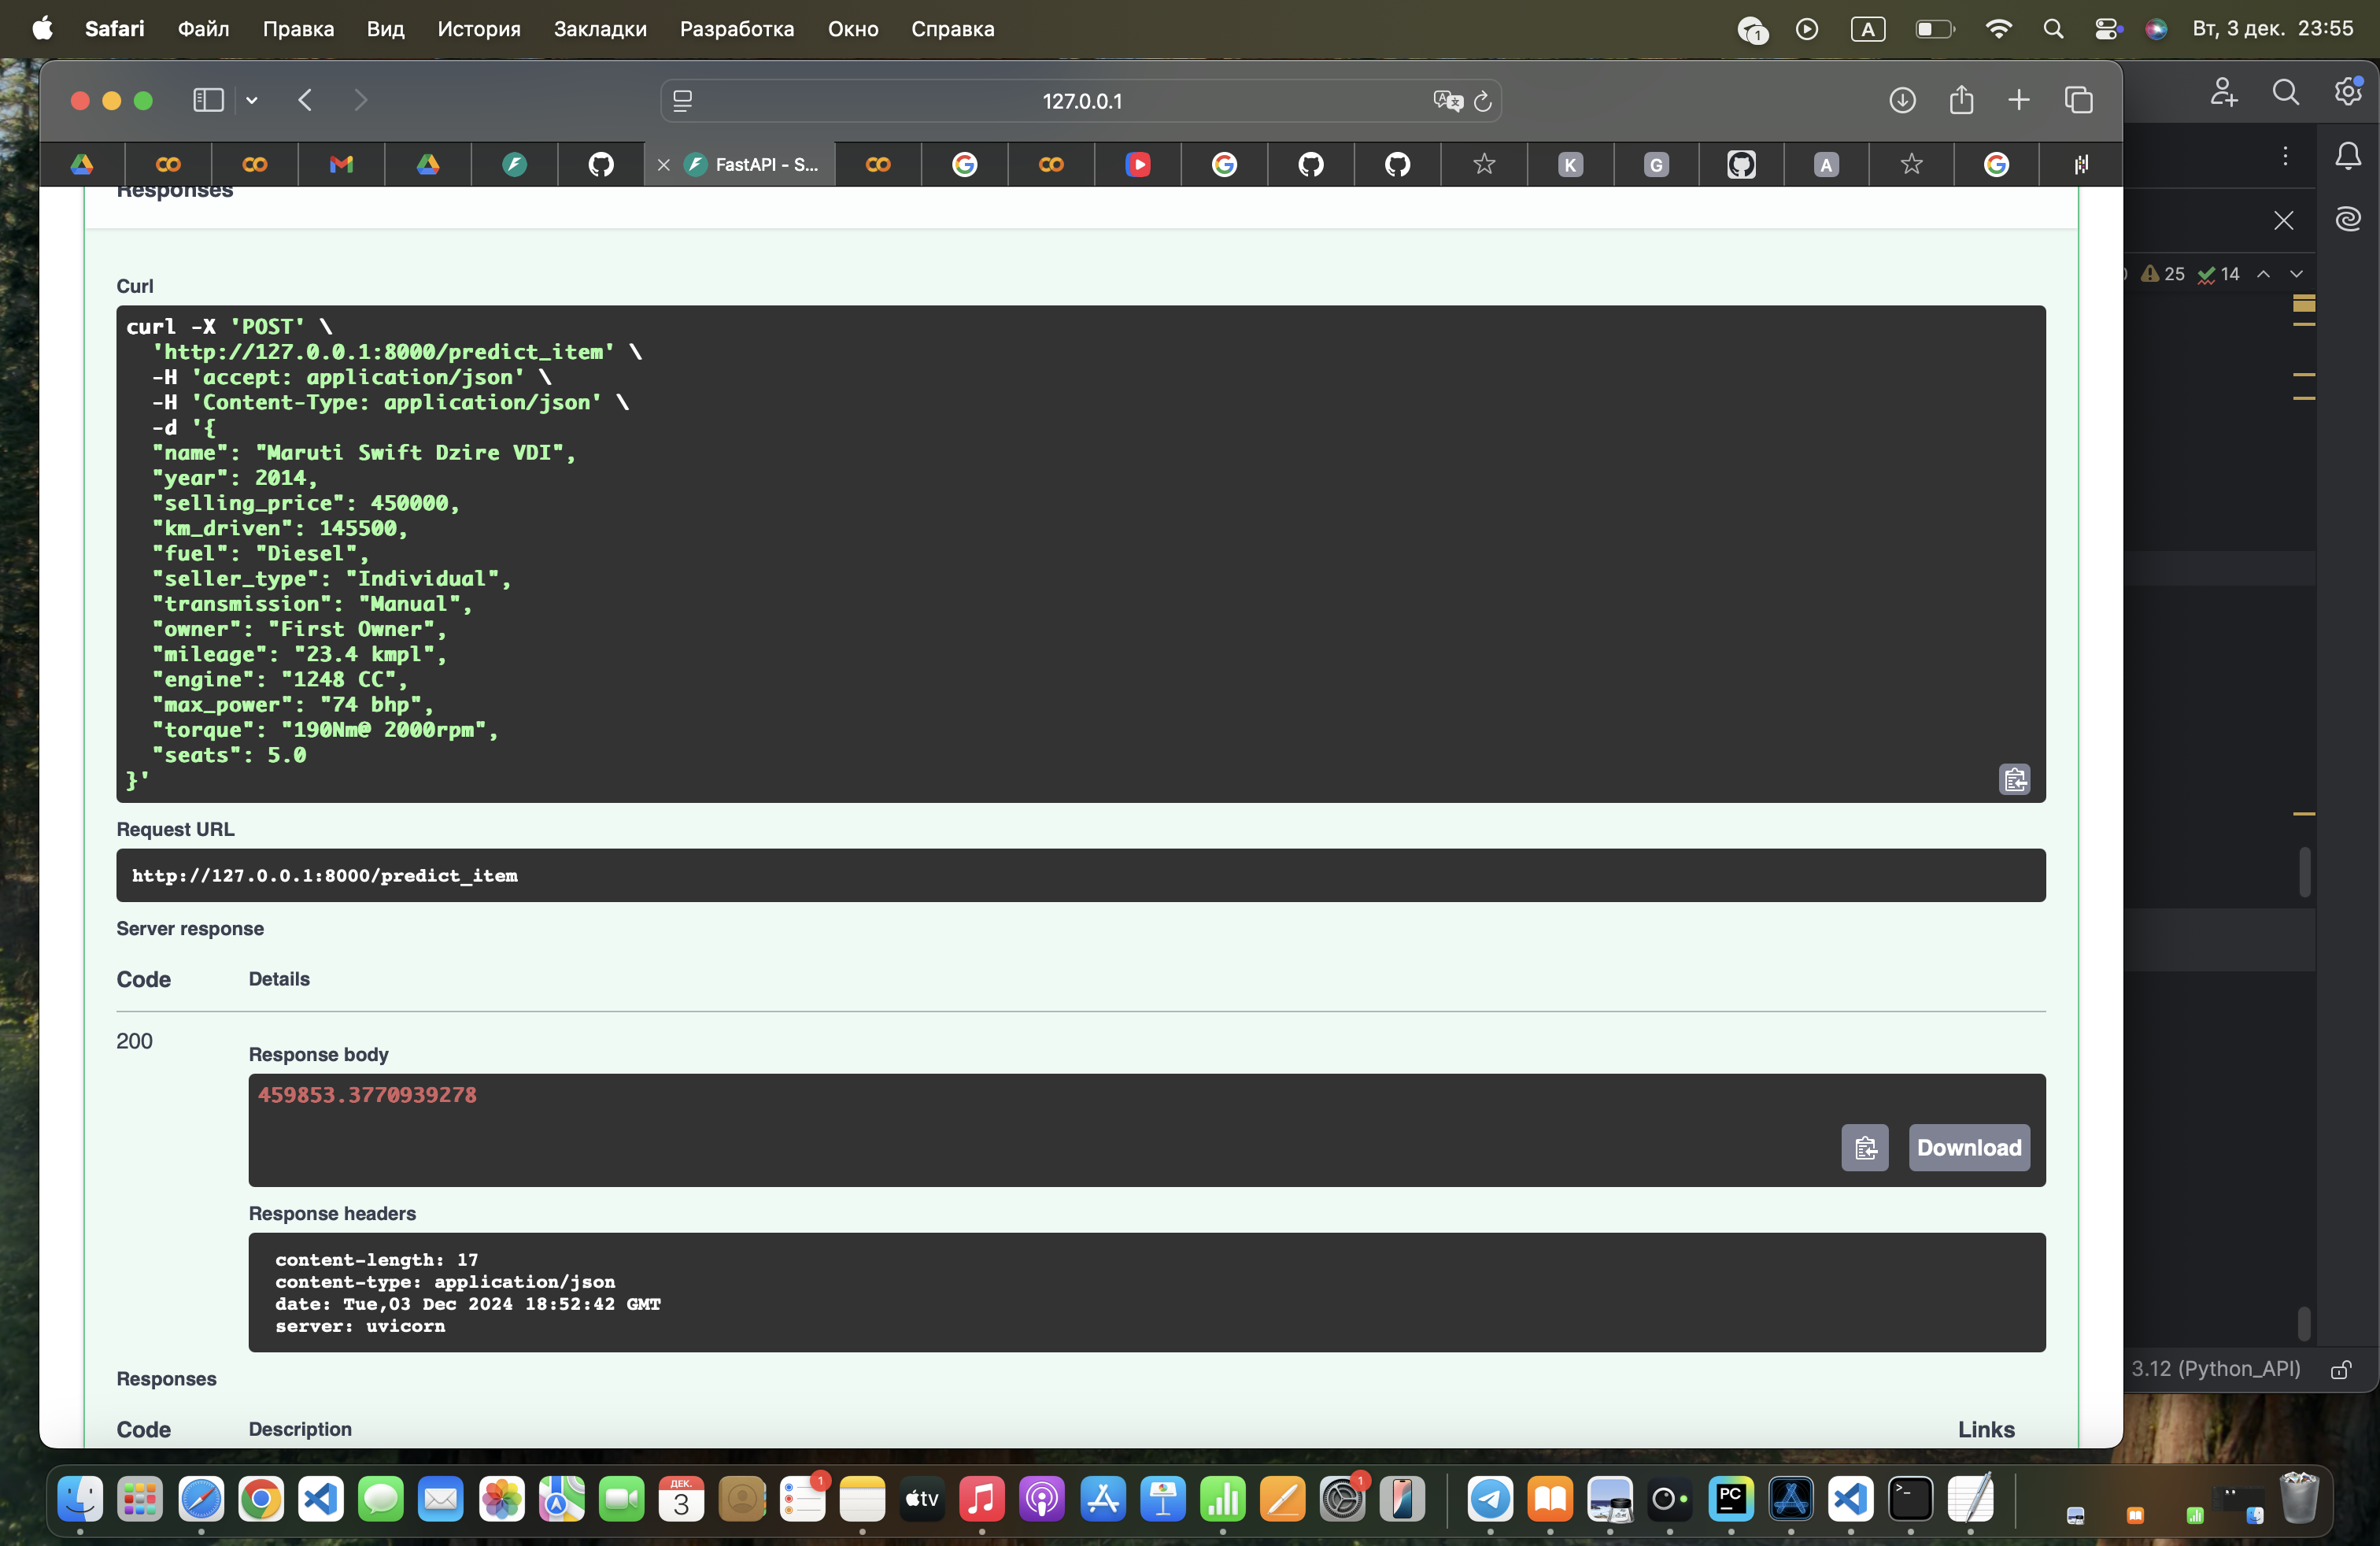 Safari Файл Правка Вид История Закладки Разработка Окно Справка
1
A
Вт, 3 дек. 23:55
127.0.0.1
FastAPI - S...
K
G
A
25 14
Responses
Curl
curl -X 'POST' \
'http://127.0.0.1:8000/predict_item' \
-H 'accept: application/json' \
-H 'Content-Type: application/json' \
-d '{
"name": "Maruti Swift Dzire VDI",
"year": 2014,
"selling_price": 450000,
"km_driven": 145500,
"fuel": "Diesel",
"seller_type": "Individual",
"transmission": "Manual",
"owner": "First Owner",
"mileage": "23.4 kmpl",
"engine": "1248 CC",
"max_power": "74 bhp",
"torque": "190Nm@ 2000rpm",
"seats": 5.0
}'
Request URL
http://127.0.0.1:8000/predict_item
Server response
Code Details
200
Response body
459853.3770939278
Download
Response headers
content-length: 17
content-type: application/json
date: Tue,03 Dec 2024 18:52:42 GMT
server: uvicorn
Responses
3.12 (Python_API)
Code Description Links
ДЕК.
3
1
tv
1
PC